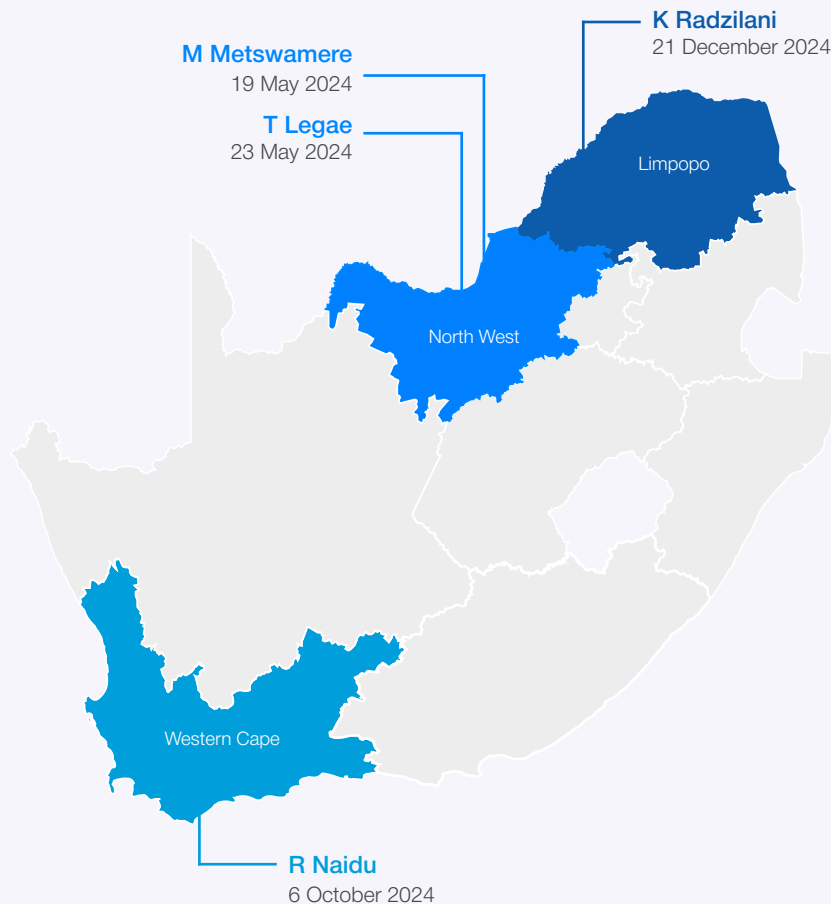 K Radzilani
21 December 2024
M Metswamere
19 May 2024
T Legae
23 May 2024
Limpopo
North West
Western Cape
R Naidu
6 October 2024